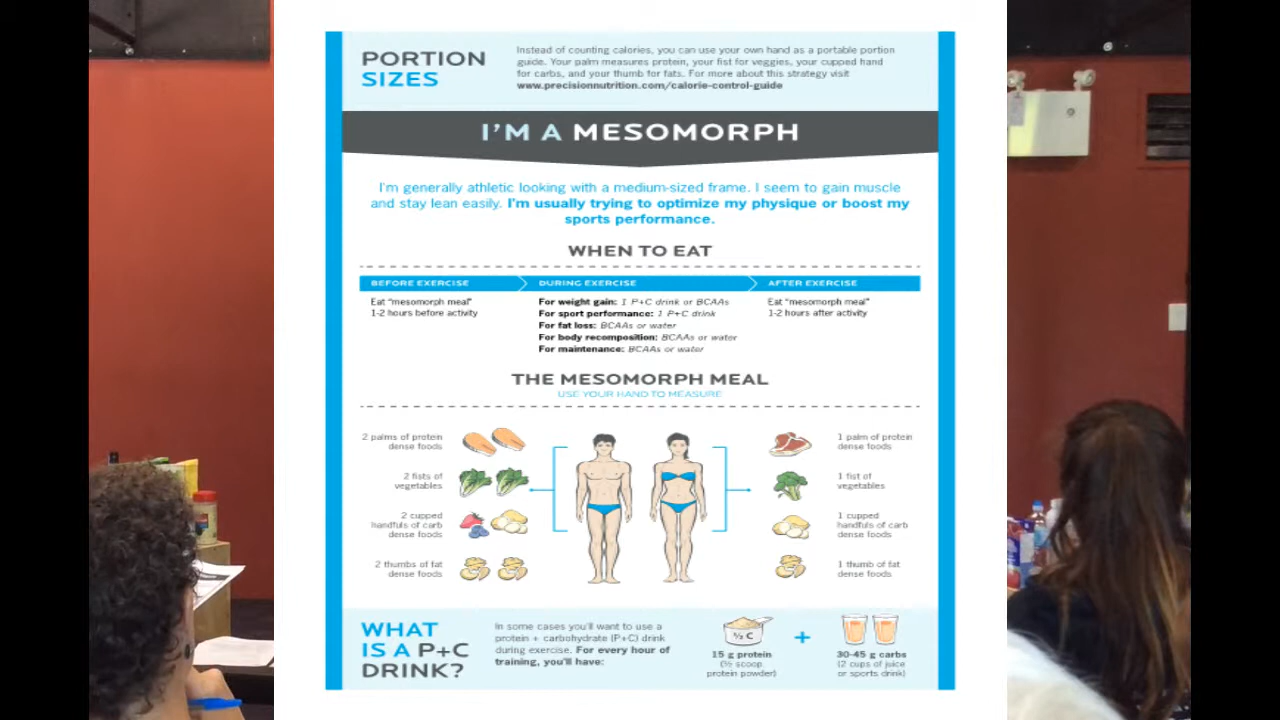 PORTION
SIZES
Instead of counting calories, you can use your own hand as a portable portion
guide. Your palm measures protein, your fist for veggies, your cupped hand
for carbs, and your thumb for fats. For more about this strategy visit
www.precisionnutrition.com/calorie-control-guide
I'M A MESOMORPH
I'm generally athletic looking with a medium-sized frame. I seem to gain muscle
and stay lean easily. I'm usually trying to optimize my physique or boost my
sports performance.
WHEN TO EAT
BEFORE EXERCISE
Eat "mesomorph meal"
1-2 hours before activity
DURING EXERCISE
For weight gain: 1 P+C drink or BCAAs
For sport performance: 1 P+C drink
For fat loss: BCAAs or water
For body recomposition: BCAAs or water
For maintenance: BCAAs or water
AFTER EXERCISE
Eat "mesomorph meal"
1-2 hours after activity
THE MESOMORPH MEAL
USE YOUR HAND TO MEASURE
2 palms of protein
dense foods
2 fists of
vegetables
2 cupped
handfuls of carb
dense foods
2 thumbs of fat
dense foods
1 palm of protein
dense foods
1 fist of
vegetables
1 cupped
handfuls of carb
dense foods
1 thumb of fat
dense foods
WHAT
IS A P+C
DRINK?
In some cases you'll want to use a
protein + carbohydrate (P+C) drink
during exercise. For every hour of
training, you'll have:
½ C
15 g protein
(½ scoop
protein powder)
+
30-45 g carbs
(2 cups of juice
or sports drink)